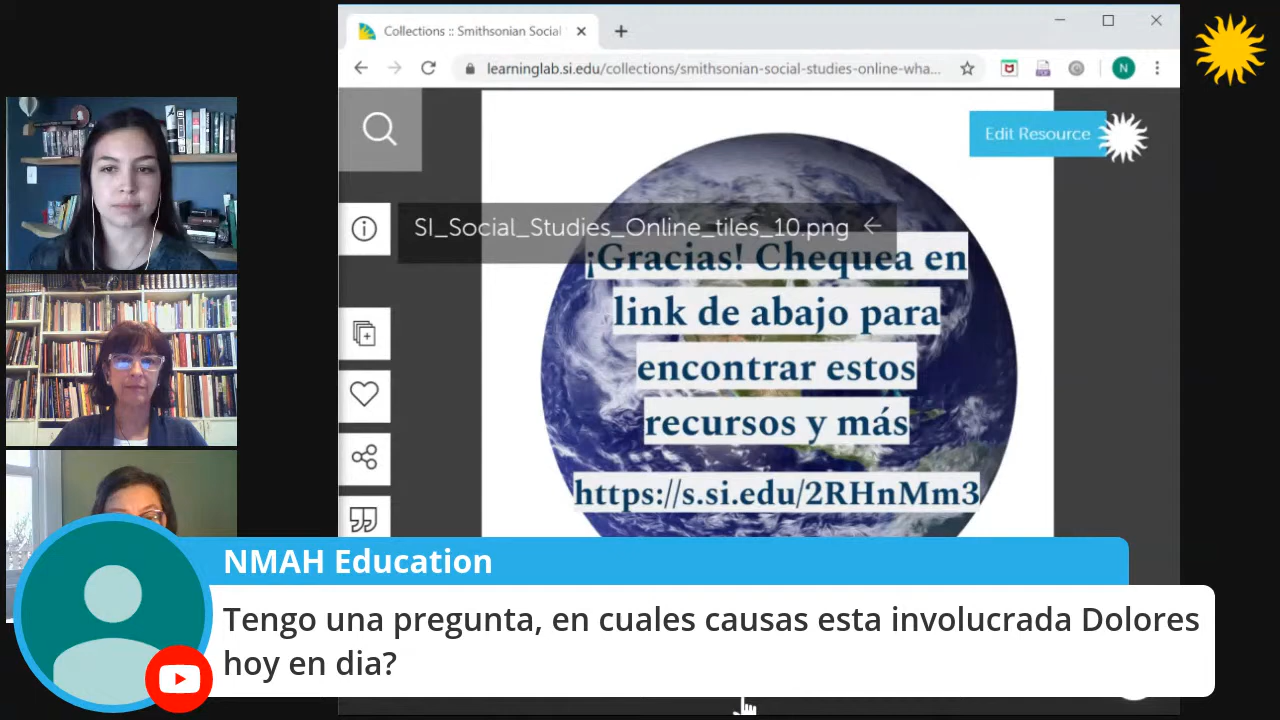 Collections :: Smithsonian Social
learninglab.si.edu/collections/smithsonian-social-studies-online-wha...
N
Edit Resource
SI_Social_Studies_Online_tiles_10.png
¡Gracias! Chequea en
link de abajo para
encontrar estos
recursos y más
https://s.si.edu/2RHnMm3
NMAH Education
Tengo una pregunta, en cuales causas esta involucrada Dolores
hoy en dia?